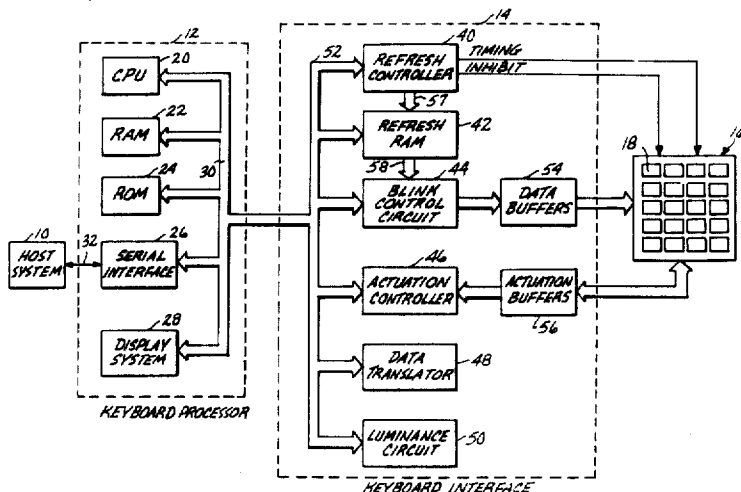 12
20
CPU
22
RAM
24
ROM
30
10
HOST
SYSTEM
32
26
SERIAL
INTERFACE
28
DISPLAY
SYSTEM
KEYBOARD PROCESSOR
14
52
40
REFRESH
CONTROLLER
TIMING
INHIBIT
57
REFRESH
RAM
42
58
44
BLINK
CONTROL
CIRCUIT
54
DATA
BUFFERS
18
46
ACTUATION
CONTROLLER
ACTUATION
BUFFERS
56
DATA
TRANSLATOR
48
LUMINANCE
CIRCUIT
50
KEYBOARD INTERFACE